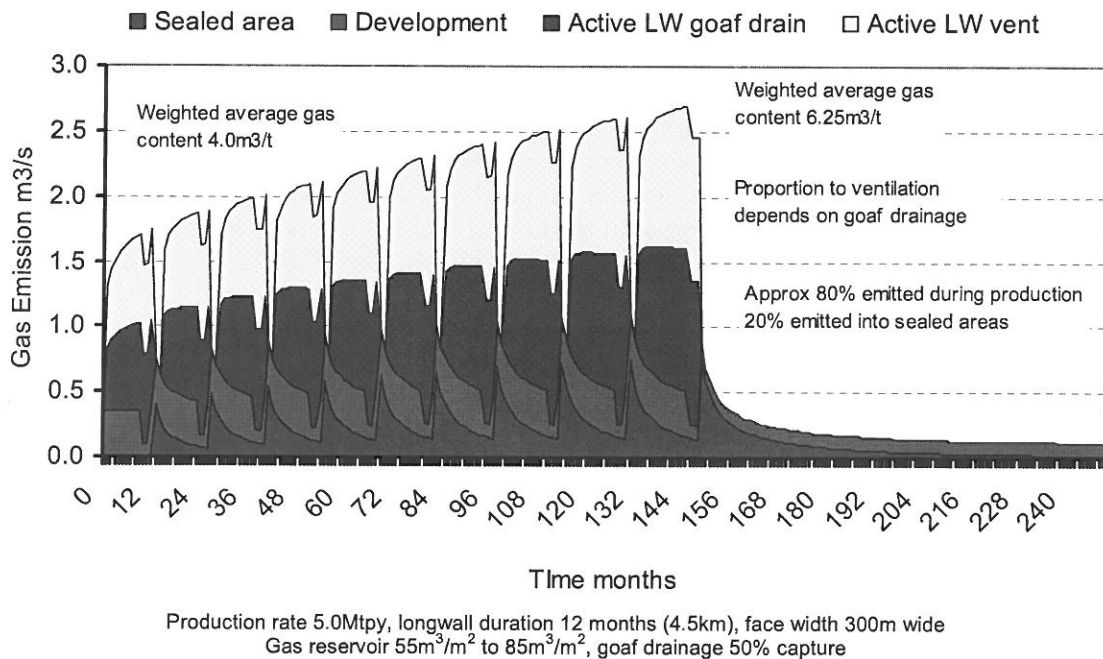 Sealed area Development Active LW goaf drain Active LW vent
3.0
2.5
2.0
1.5
1.0
0.5
0.0
Gas Emission m3/s
Weighted average gas
content 4.0m3/t
Weighted average gas
content 6.25m3/t
Proportion to ventilation
depends on goaf drainage
Approx 80% emitted during production
20% emitted into sealed areas
0 12 24 36 48 60 72 84 96 108 120 132 144 156 168 180 192 204 216 228 240
TIme months
Production rate 5.0Mtpy, longwall duration 12 months (4.5km), face width 300m wide
Gas reservoir 55m³/m² to 85m³/m², goaf drainage 50% capture